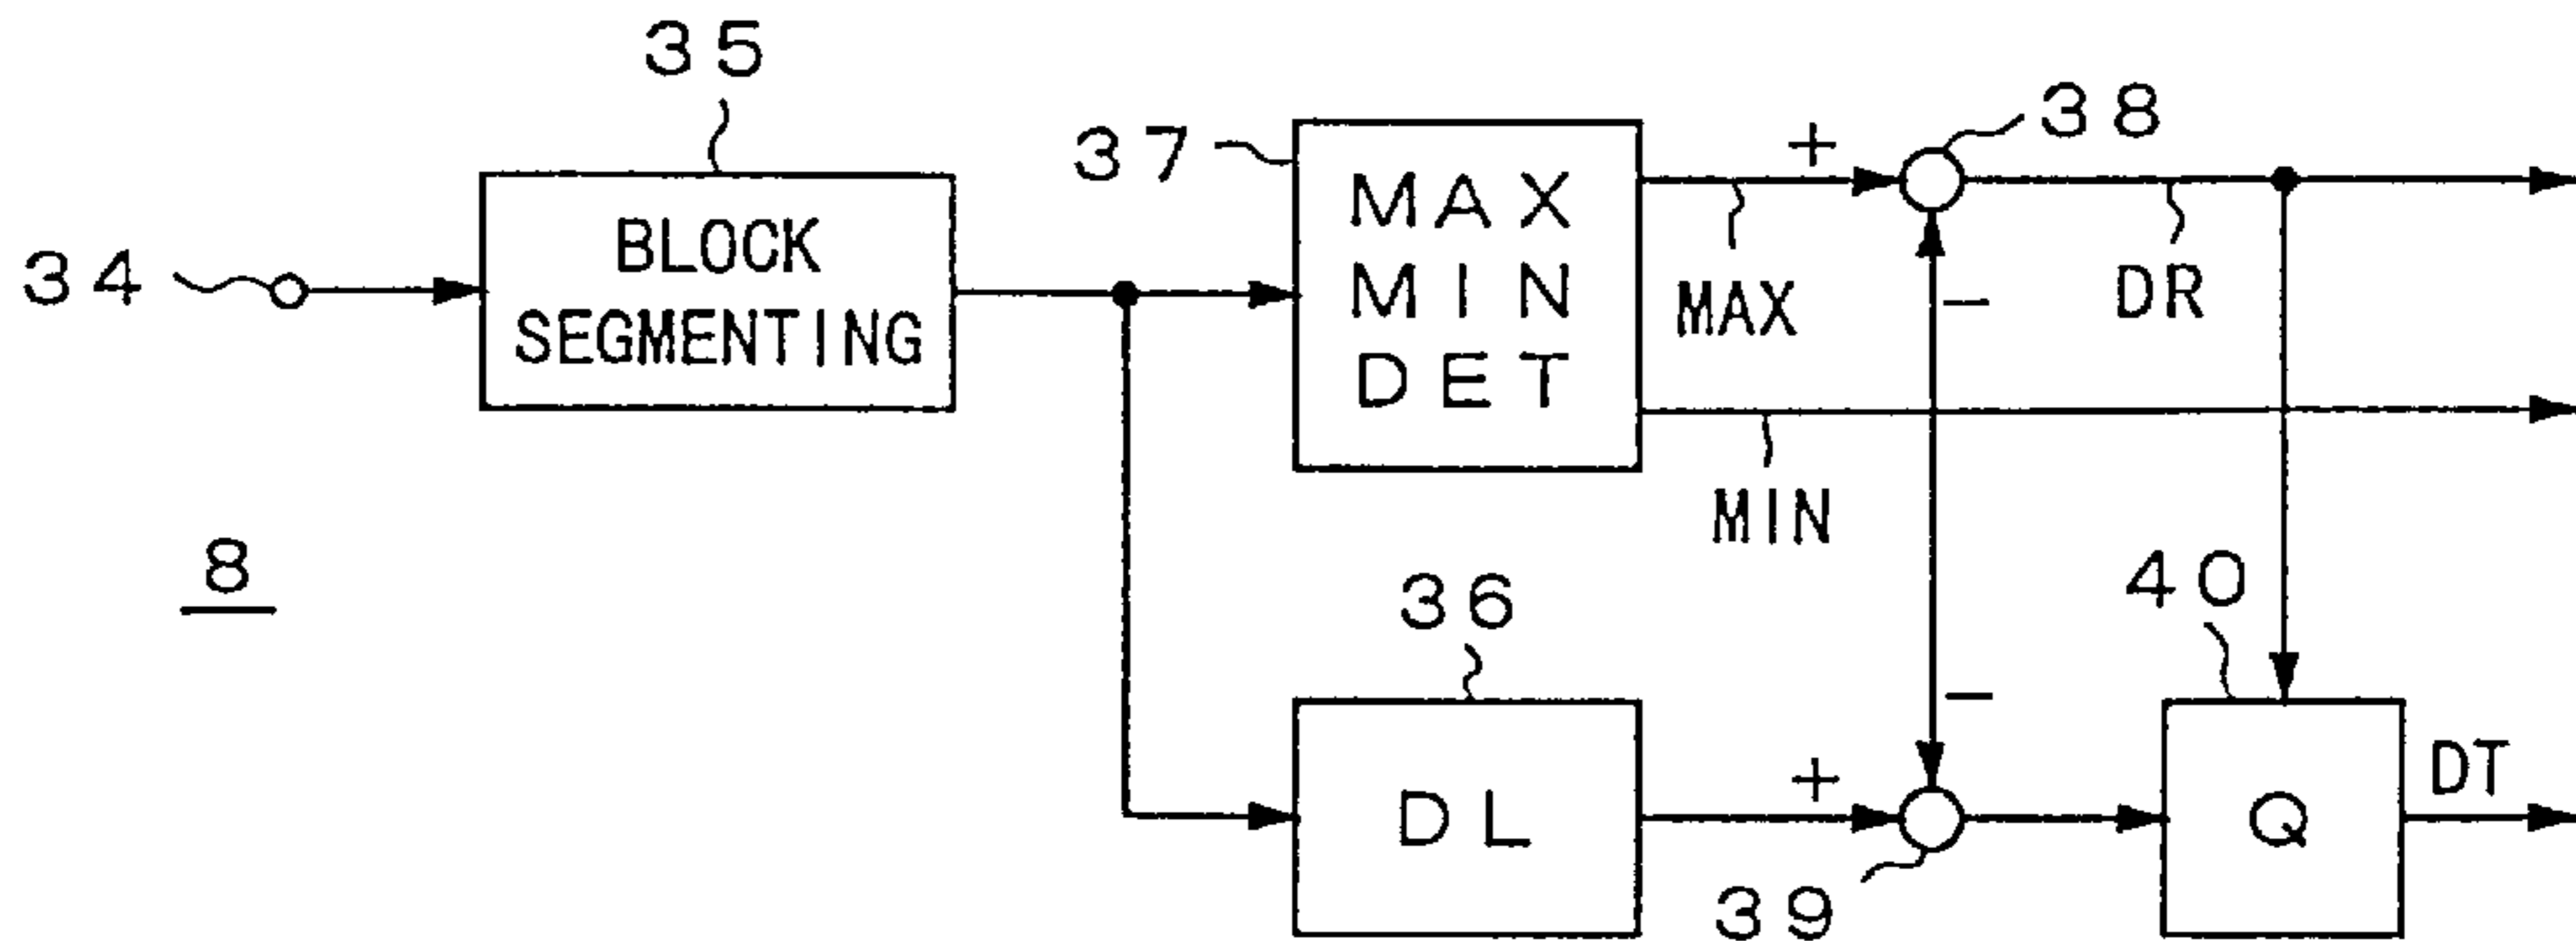 35
BLOCK
SEGMENTING
34
8
37
MAX
MIN
DET
+
38
MAX
−
DR
MIN
36
DL
−
+
39
40
Q
DT